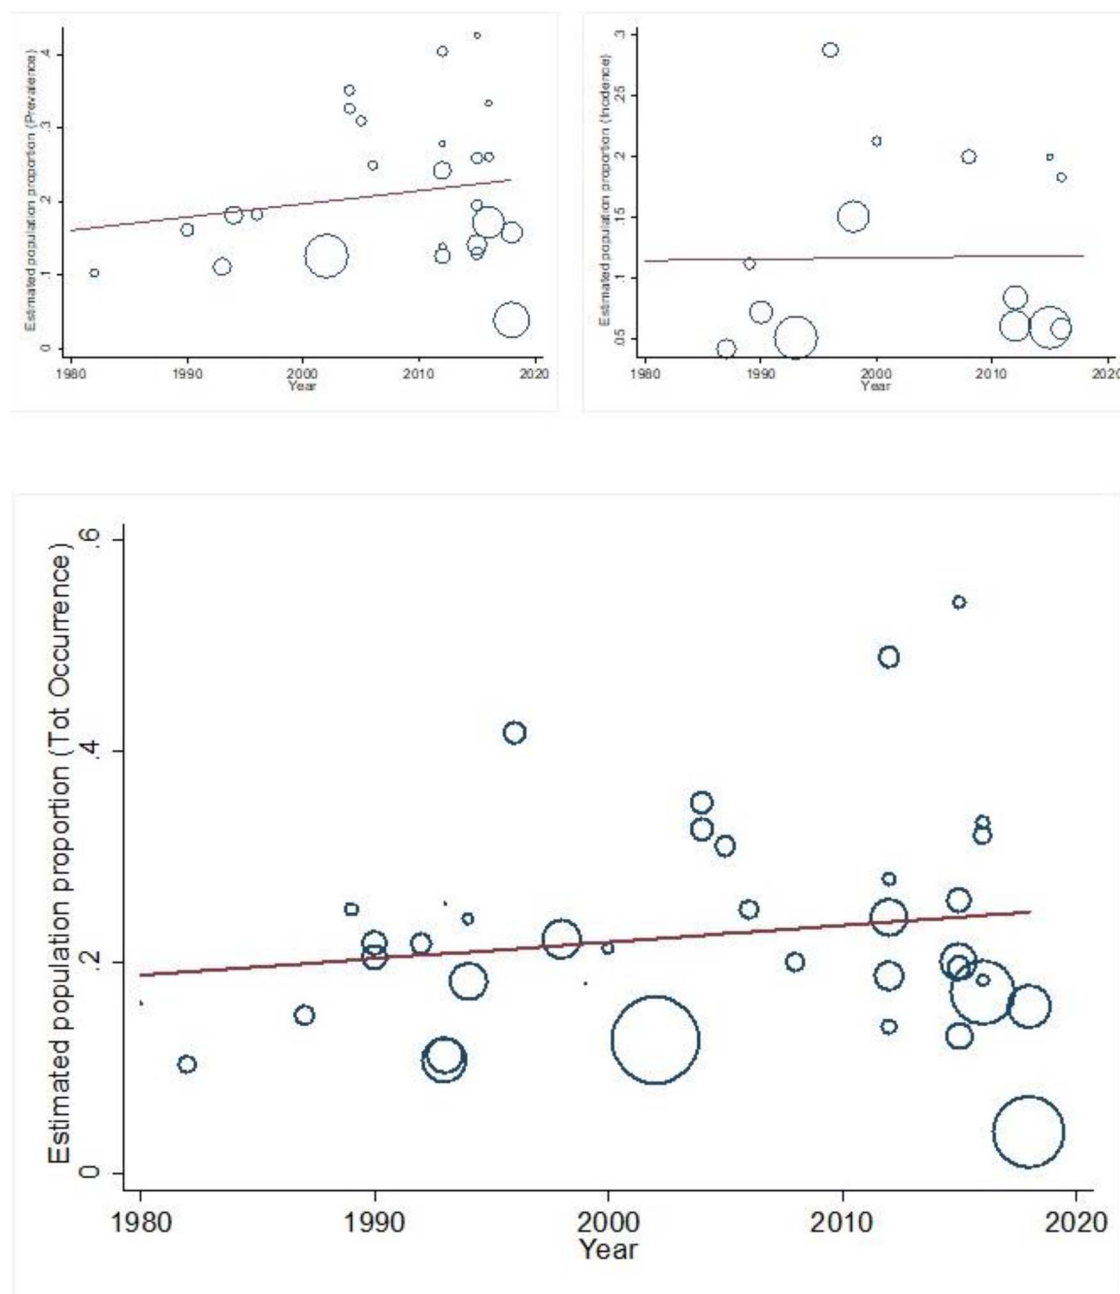 Estimated population proportion (Prevalence)
.4
.3
.2
.1
0
1980 1990 2000 2010 2020
Year
Estimated population proportion (Incidence)
.3
.25
.2
.15
.1
.05
1980 1990 2000 2010 2020
Year
Estimated population proportion (Tot Occurrence)
.6
.4
.2
0
1980 1990 2000 2010 2020
Year